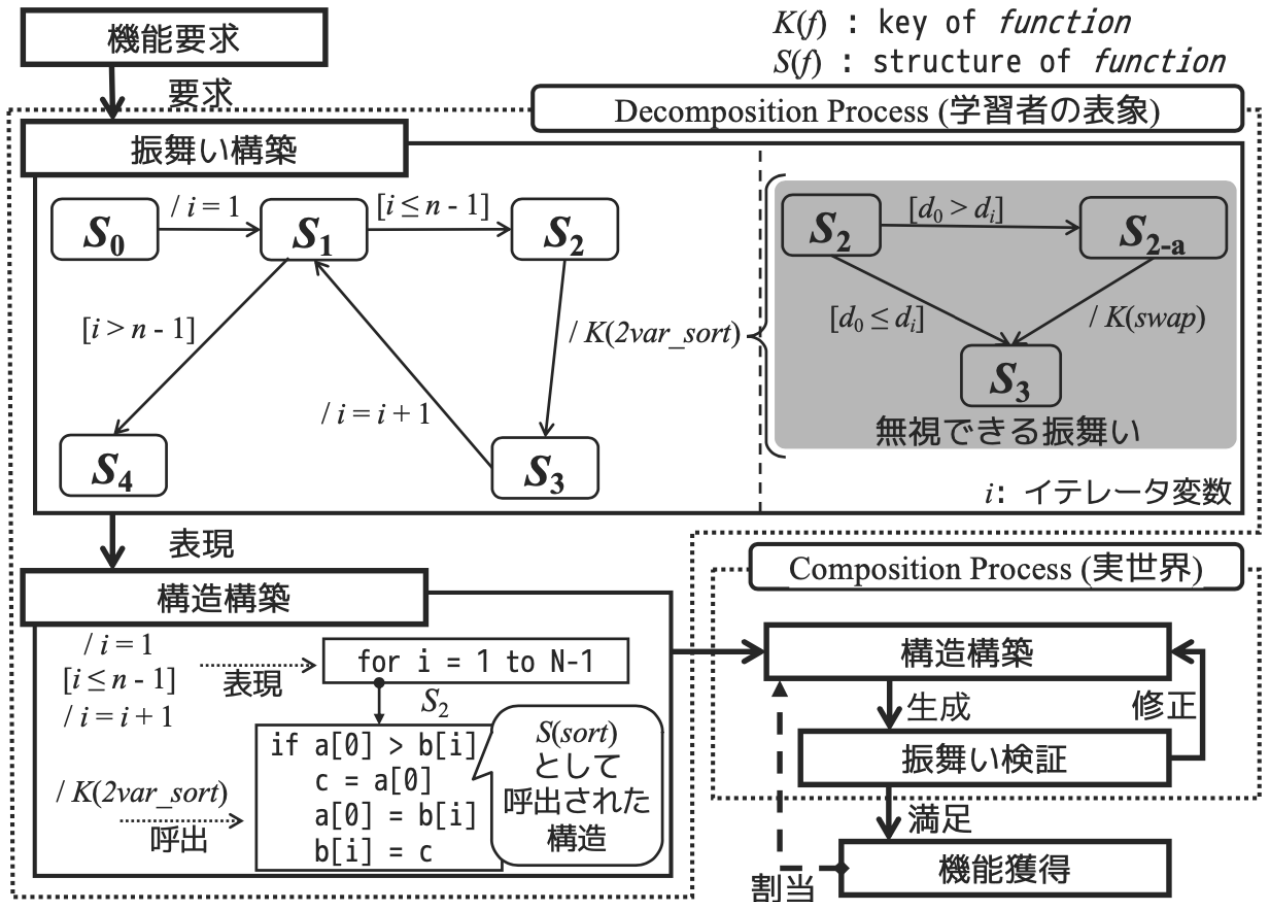 機能要求
K(f) : key of function
S(f) : structure of function
要求
Decomposition Process (学習者の表象)
振舞い構築
S0
/ i = 1
S1
[i ≤ n - 1]
S2
[i > n - 1]
/ i = i + 1
/ K(2var_sort)
S4
S3
S2
[d0 > di]
S2-a
[d0 ≤ di]
/ K(swap)
S3
無視できる振舞い
i: イテレータ変数
表現
構造構築
/ i = 1
[i ≤ n - 1]
/ i = i + 1
表現
for i = 1 to N-1
S2
/ K(2var_sort)
呼出
if a[0] > b[i]
c = a[0]
a[0] = b[i]
b[i] = c
S(sort)
として
呼出された
構造
Composition Process (実世界)
構造構築
生成
修正
振舞い検証
満足
機能獲得
割当